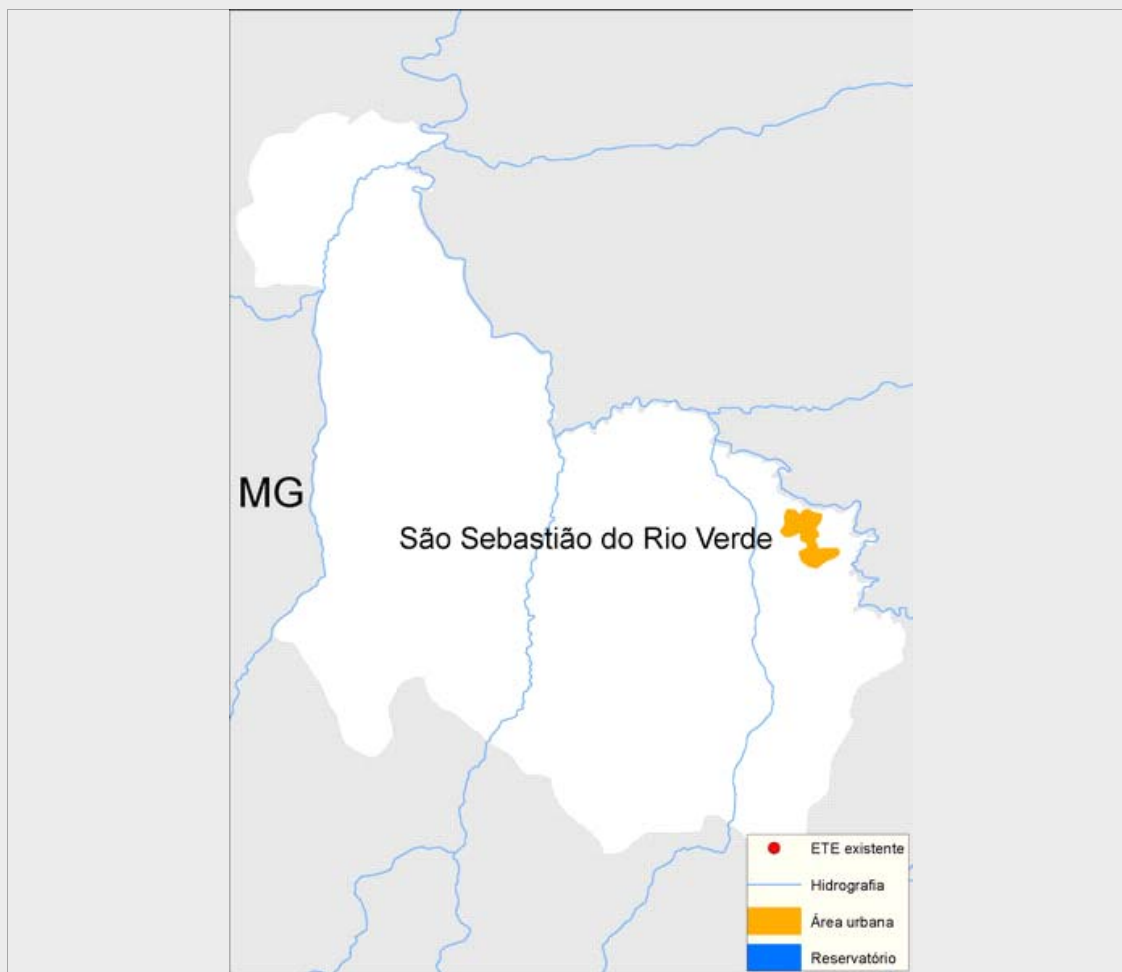 MG
São Sebastião do Rio Verde
ETE existente
Hidrografia
Área urbana
Reservatório